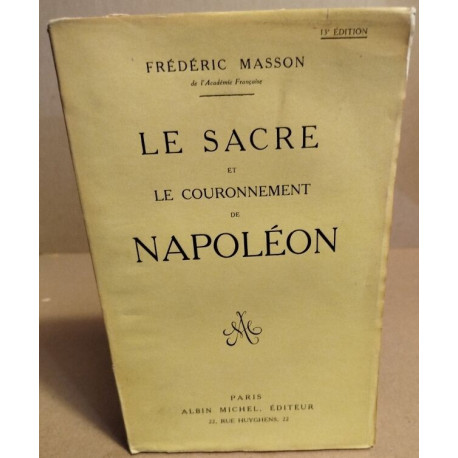 13e ÉDITION
FRÉDÉRIC MASSON
de l'Académie Française
LE SACRE
ET
LE COURONNEMENT
DE
NAPOLÉON
AM
PARIS
ALBIN MICHEL, ÉDITEUR
22, RUE HUYGHENS, 22